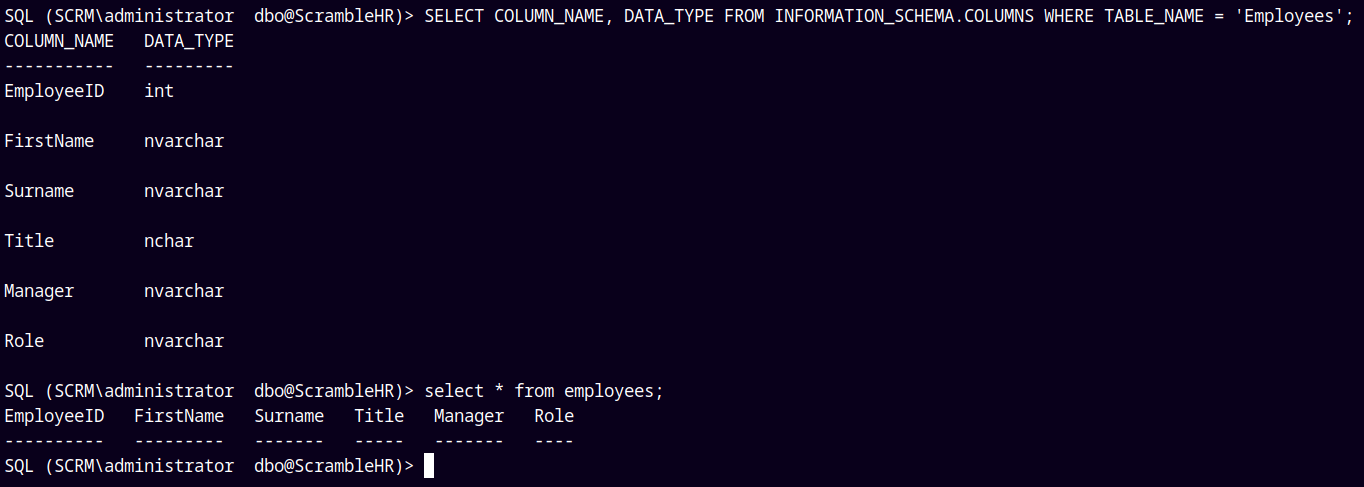 SQL (SCRM\administrator  dbo@ScrambleHR)> SELECT COLUMN_NAME, DATA_TYPE FROM INFORMATION_SCHEMA.COLUMNS WHERE TABLE_NAME = 'Employees';
COLUMN_NAME   DATA_TYPE
-----------   ---------
EmployeeID    int
FirstName     nvarchar
Surname       nvarchar
Title         nchar
Manager       nvarchar
Role          nvarchar
SQL (SCRM\administrator  dbo@ScrambleHR)> select * from employees;
EmployeeID   FirstName   Surname   Title   Manager   Role
----------   ---------   -------   -----   -------   ----
SQL (SCRM\administrator  dbo@ScrambleHR)>